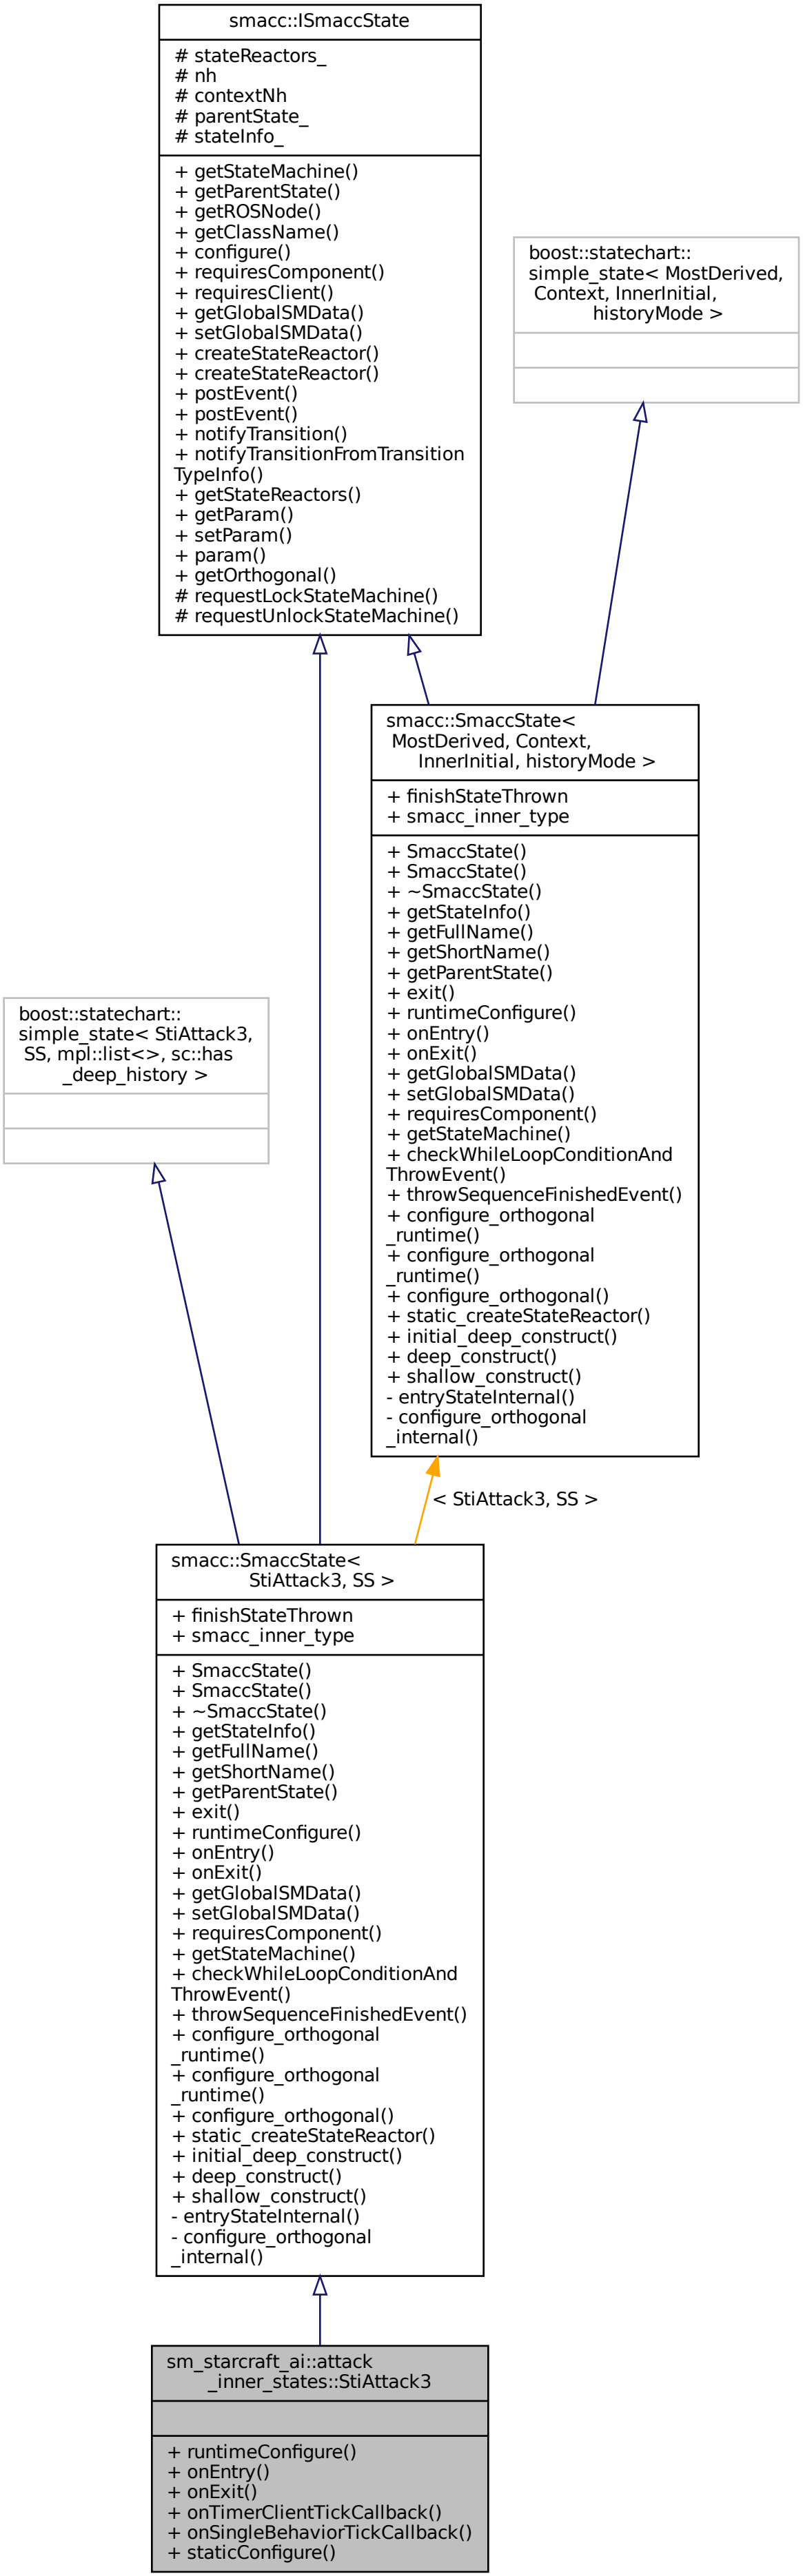 smacc::ISmaccState
# stateReactors_
# nh
# contextNh
# parentState_
# stateInfo_
+ getStateMachine()
+ getParentState()
+ getROSNode()
+ getClassName()
+ configure()
+ requiresComponent()
+ requiresClient()
+ getGlobalSMData()
+ setGlobalSMData()
+ createStateReactor()
+ createStateReactor()
+ postEvent()
+ postEvent()
+ notifyTransition()
+ notifyTransitionFromTransition
TypeInfo()
+ getStateReactors()
+ getParam()
+ setParam()
+ param()
+ getOrthogonal()
# requestLockStateMachine()
# requestUnlockStateMachine()
boost::statechart::
simple_state< MostDerived,
Context, InnerInitial,
historyMode >
smacc::SmaccState<
MostDerived, Context,
InnerInitial, historyMode >
+ finishStateThrown
+ smacc_inner_type
+ SmaccState()
+ SmaccState()
+ ~SmaccState()
+ getStateInfo()
+ getFullName()
+ getShortName()
+ getParentState()
+ exit()
+ runtimeConfigure()
+ onEntry()
+ onExit()
+ getGlobalSMData()
+ setGlobalSMData()
+ requiresComponent()
+ getStateMachine()
+ checkWhileLoopConditionAnd
ThrowEvent()
+ throwSequenceFinishedEvent()
+ configure_orthogonal
_runtime()
+ configure_orthogonal
_runtime()
+ configure_orthogonal()
+ static_createStateReactor()
+ initial_deep_construct()
+ deep_construct()
+ shallow_construct()
- entryStateInternal()
- configure_orthogonal
_internal()
boost::statechart::
simple_state< StiAttack3,
SS, mpl::list<>, sc::has
_deep_history >
< StiAttack3, SS >
smacc::SmaccState<
StiAttack3, SS >
+ finishStateThrown
+ smacc_inner_type
+ SmaccState()
+ SmaccState()
+ ~SmaccState()
+ getStateInfo()
+ getFullName()
+ getShortName()
+ getParentState()
+ exit()
+ runtimeConfigure()
+ onEntry()
+ onExit()
+ getGlobalSMData()
+ setGlobalSMData()
+ requiresComponent()
+ getStateMachine()
+ checkWhileLoopConditionAnd
ThrowEvent()
+ throwSequenceFinishedEvent()
+ configure_orthogonal
_runtime()
+ configure_orthogonal
_runtime()
+ configure_orthogonal()
+ static_createStateReactor()
+ initial_deep_construct()
+ deep_construct()
+ shallow_construct()
- entryStateInternal()
- configure_orthogonal
_internal()
sm_starcraft_ai::attack
_inner_states::StiAttack3
+ runtimeConfigure()
+ onEntry()
+ onExit()
+ onTimerClientTickCallback()
+ onSingleBehaviorTickCallback()
+ staticConfigure()